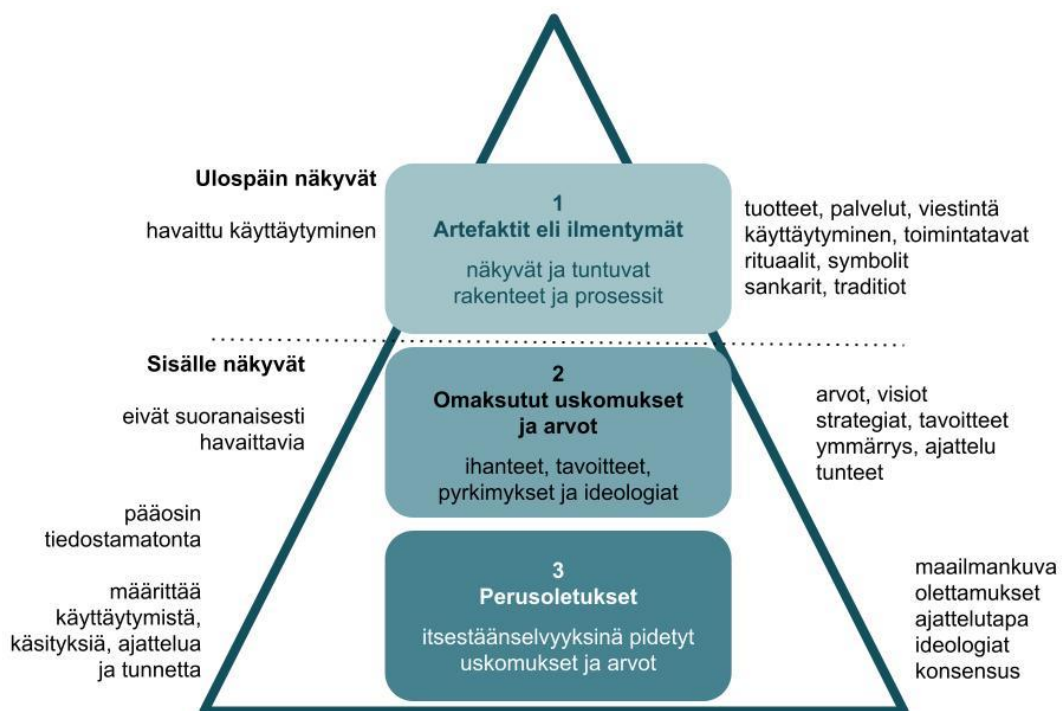 Ulospäin näkyvät
havaittu käyttäytyminen
1
Artefaktit eli ilmentymät
näkyvät ja tuntuvat
rakenteet ja prosessit
tuotteet, palvelut, viestintä
käyttäytyminen, toimintatavat
rituaalit, symbolit
sankarit, traditiot
Sisälle näkyvät
eivät suoranaisesti
havaittavia
2
Omaksutut uskomukset
ja arvot
ihanteet, tavoitteet,
pyrkimykset ja ideologiat
arvot, visiot
strategiat, tavoitteet
ymmärrys, ajattelu
tunteet
pääosin
tiedostamatonta
määrittää
käyttäytymistä,
käsityksiä, ajattelua
ja tunnetta
3
Perusoletukset
itsestäänselvyyksinä pidetyt
uskomukset ja arvot
maailmankuva
olettamukset
ajattelutapa
ideologiat
konsensus